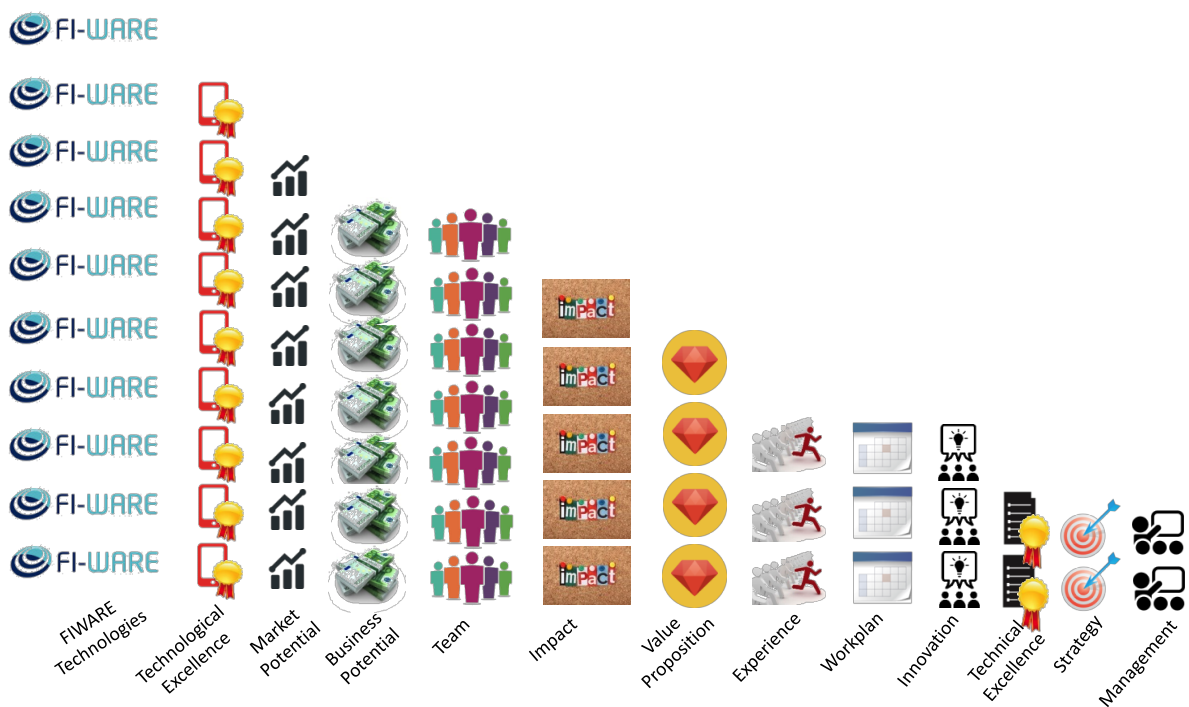 FI-WARE
FI-WARE
FI-WARE
FI-WARE
FI-WARE
FI-WARE
FI-WARE
FI-WARE
FI-WARE
FI-WARE
imPaCt
imPaCt
imPaCt
imPaCt
imPaCt
FIWARE
Technologies
Technological
Excellence
Market
Potential
Business
Potential
Team
Impact
Value
Proposition
Experience
Workplan
Innovation
Technical
Excellence
Strategy
Management